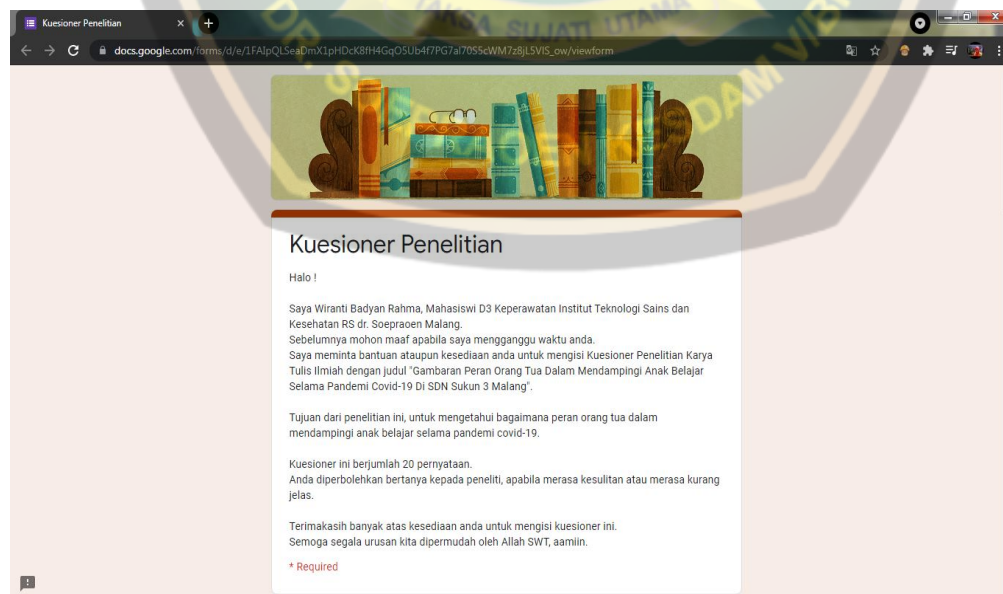 Kuesioner Penelitian
docs.google.com/forms/d/e/1FAIpQLSeaDmX1pHDcK8fH4GqO5Ub4f7PG7aI70S5cWM7z8jL5VIS_ow/viewform
Kuesioner Penelitian
Halo !
Saya Wiranti Badyan Rahma, Mahasiswi D3 Keperawatan Institut Teknologi Sains dan
Kesehatan RS dr. Soepraoen Malang.
Sebelumnya mohon maaf apabila saya mengganggu waktu anda.
Saya meminta bantuan ataupun kesediaan anda untuk mengisi Kuesioner Penelitian Karya
Tulis Ilmiah dengan judul "Gambaran Peran Orang Tua Dalam Mendampingi Anak Belajar
Selama Pandemi Covid-19 Di SDN Sukun 3 Malang".
Tujuan dari penelitian ini, untuk mengetahui bagaimana peran orang tua dalam
mendampingi anak belajar selama pandemi covid-19.
Kuesioner ini berjumlah 20 pernyataan.
Anda diperbolehkan bertanya kepada peneliti, apabila merasa kesulitan atau merasa kurang
jelas.
Terimakasih banyak atas kesediaan anda untuk mengisi kuesioner ini.
Semoga segala urusan kita dipermudah oleh Allah SWT, aamiin.
* Required